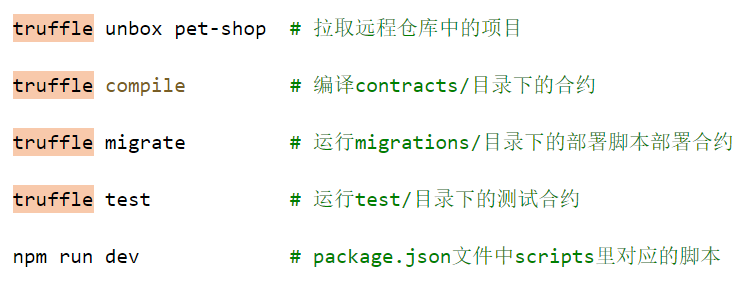 truffle unbox pet-shop # 拉取远程仓库中的项目
truffle compile # 编译contracts/目录下的合约
truffle migrate # 运行migrations/目录下的部署脚本部署合约
truffle test # 运行test/目录下的测试合约
npm run dev # package.json文件中scripts里对应的脚本